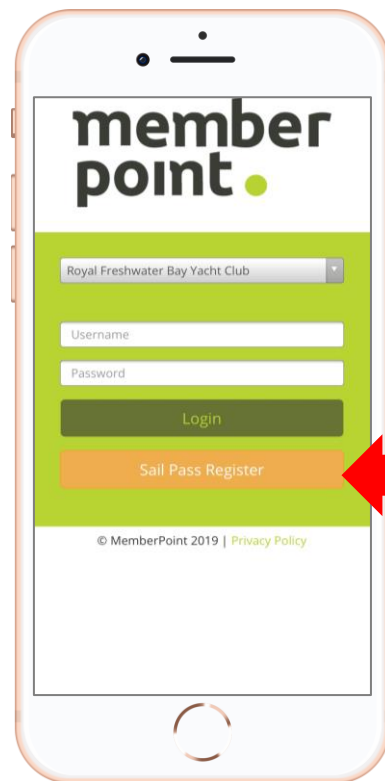 member
point.
Royal Freshwater Bay Yacht Club
Username
Password
Login
Sail Pass Register
© MemberPoint 2019 | Privacy Policy